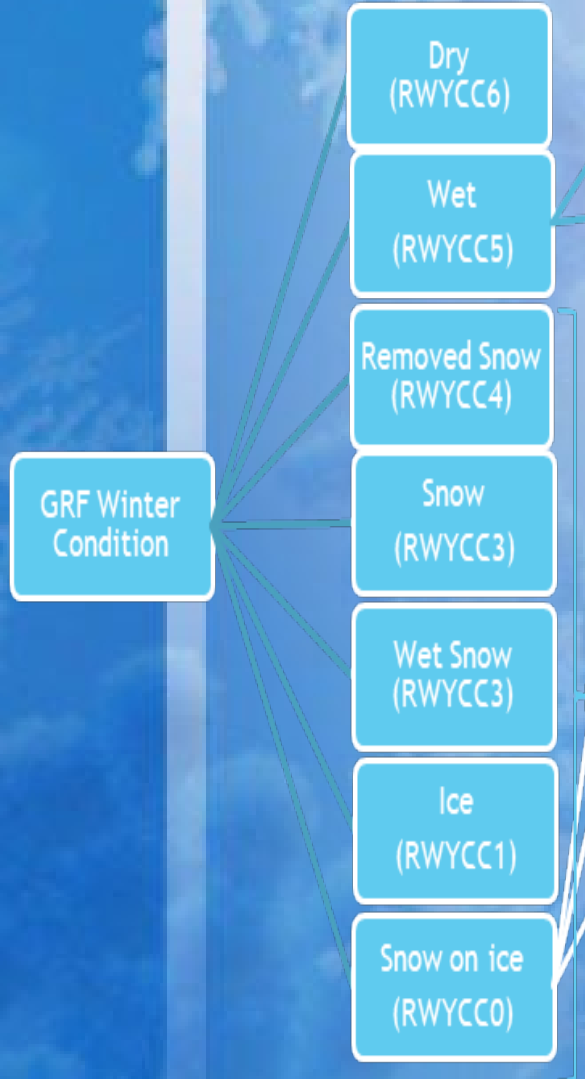 Dry
(RWYCC6)
Wet
(RWYCC5)
Removed Snow
(RWYCC4)
GRF Winter
Condition
Snow
(RWYCC3)
Wet Snow
(RWYCC3)
Ice
(RWYCC1)
Snow on ice
(RWYCC0)